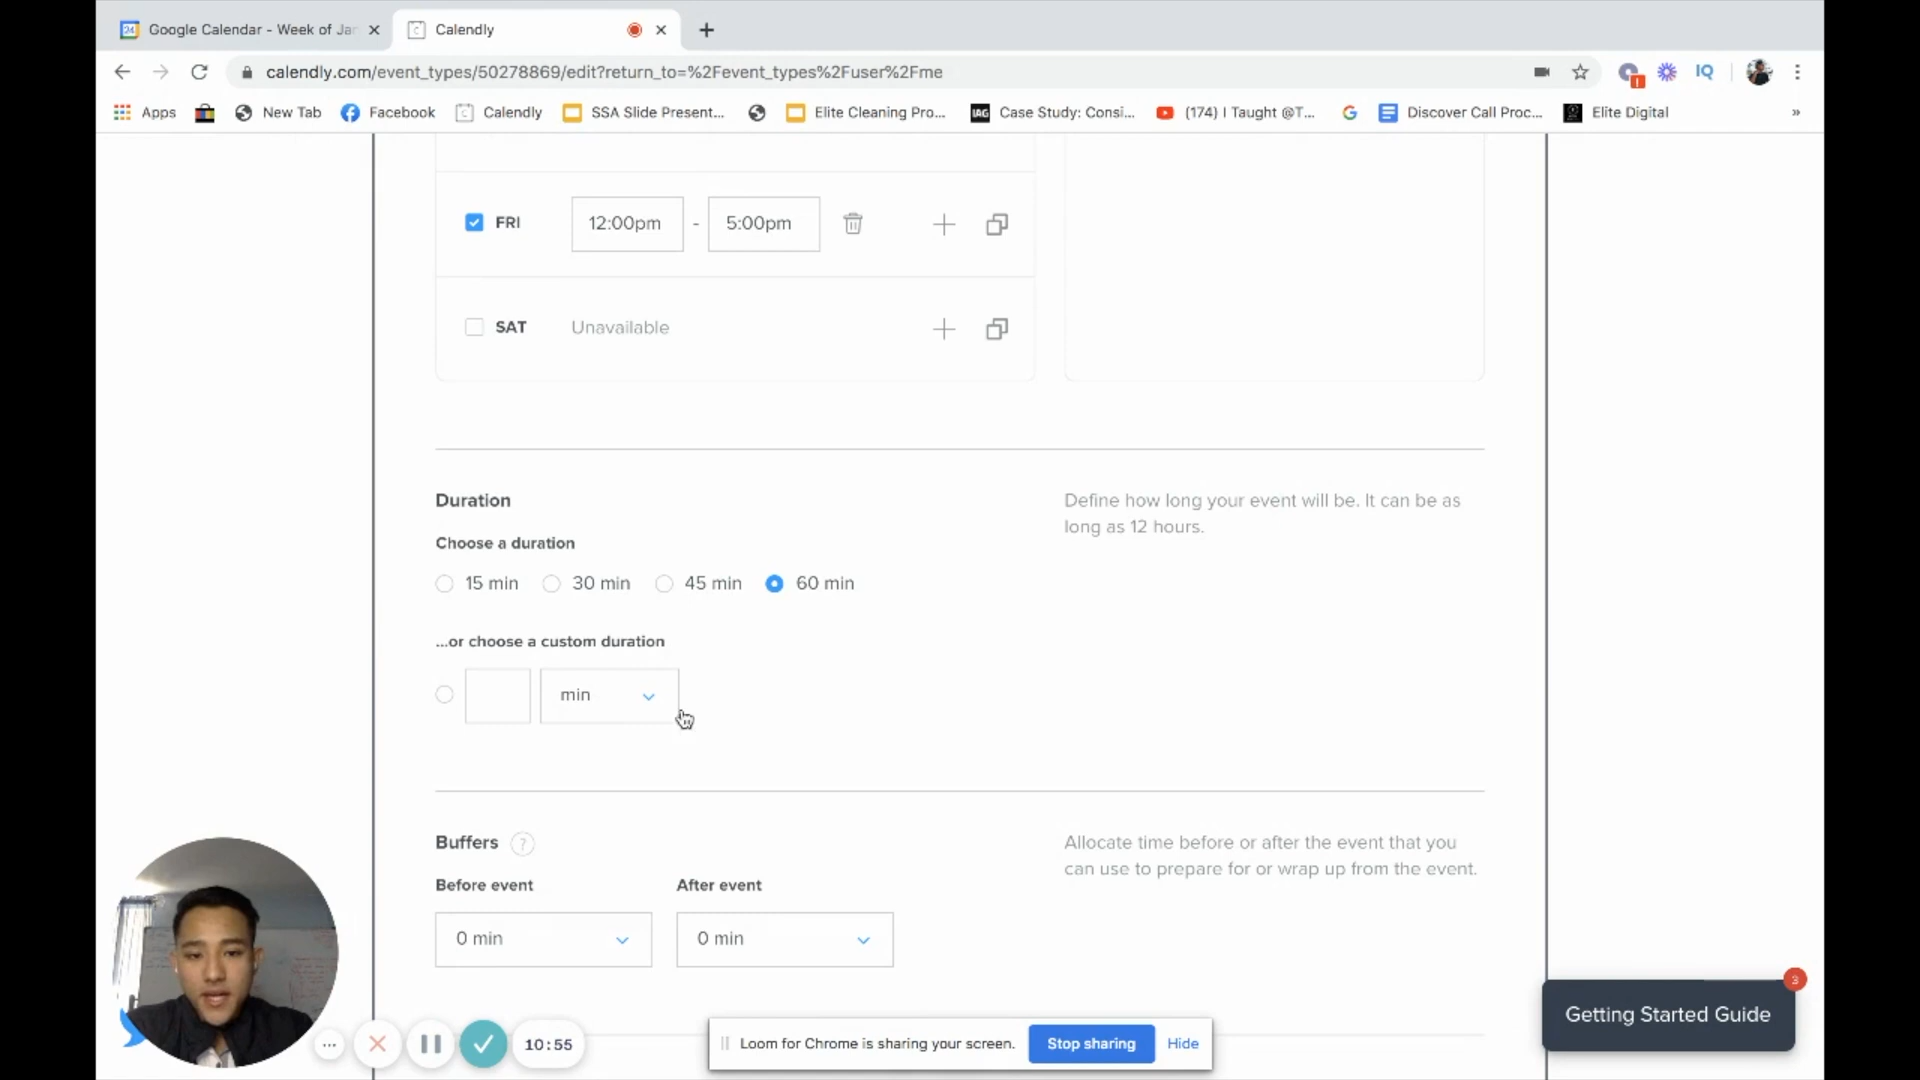 Google Calendar - Week of Jan
Calendly
calendly.com/event_types/50278869/edit?return_to=%2Fevent_types%2Fuser%2Fme
IQ
Apps
New Tab
Facebook
Calendly
SSA Slide Present...
Elite Cleaning Pro...
IAG
Case Study: Consi...
(174) I Taught @T...
Discover Call Proc...
Elite Digital
»
FRI
12:00pm - 5:00pm
SAT
Unavailable
Duration
Define how long your event will be. It can be as
long as 12 hours.
Choose a duration
15 min
30 min
45 min
60 min
...or choose a custom duration
min
Buffers ?
Allocate time before or after the event that you
can use to prepare for or wrap up from the event.
Before event
After event
0 min
0 min
3
Getting Started Guide
10:55
Loom for Chrome is sharing your screen.
Stop sharing
Hide